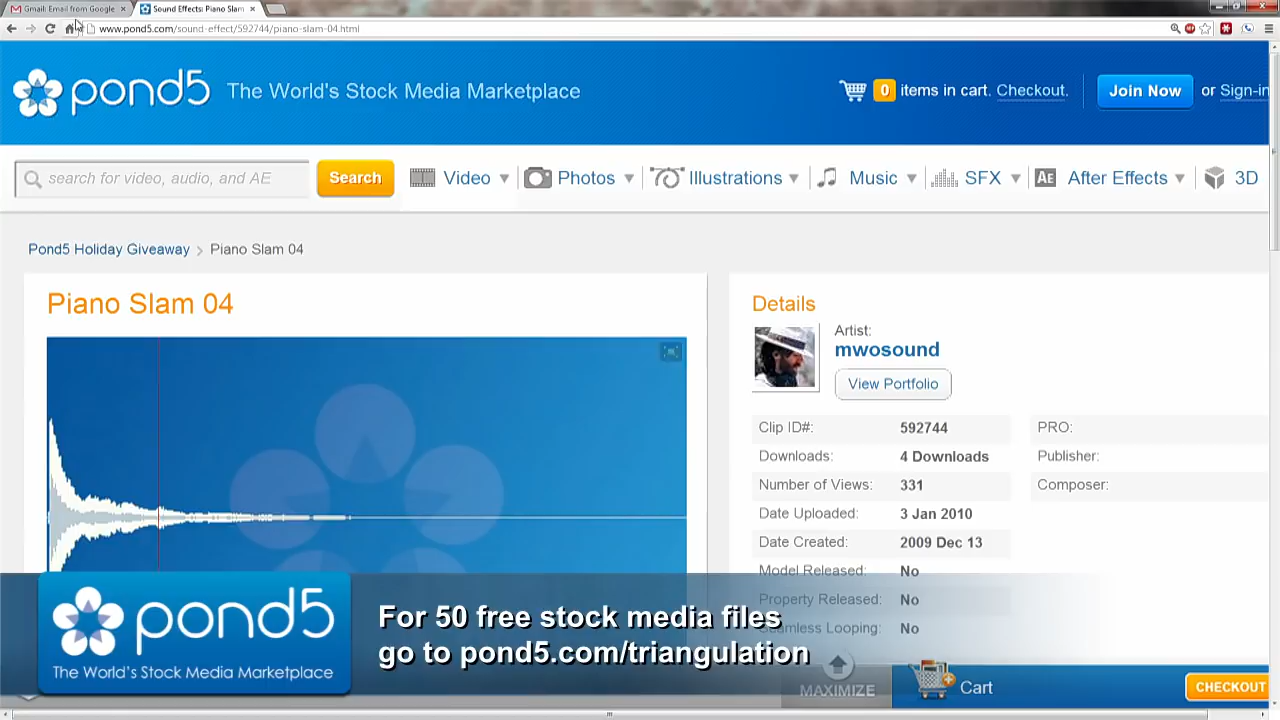 Gmail: Email from Google
Sound Effects: Piano Slam
www.pond5.com/sound-effect/592744/piano-slam-04.html
pond5
The World's Stock Media Marketplace
0 items in cart. Checkout.
Join Now or Sign-in
search for video, audio, and AE
Search
Video
Photos
Illustrations
Music
SFX
AE After Effects
3D
Pond5 Holiday Giveaway > Piano Slam 04
Piano Slam 04
Details
Artist:
mwosound
View Portfolio
Clip ID#: 592744
Downloads: 4 Downloads
Number of Views: 331
Date Uploaded: 3 Jan 2010
Date Created: 2009 Dec 13
Model Released: No
Property Released: No
Seamless Looping: No
PRO:
Publisher:
Composer:
pond5
The World's Stock Media Marketplace
For 50 free stock media files
go to pond5.com/triangulation
MAXIMIZE
Cart
CHECKOUT